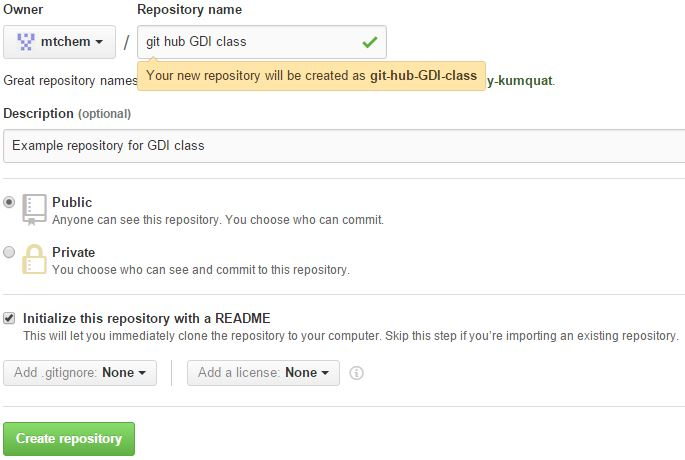 Owner Repository name
mtchem / git hub GDI class
Great repository names y-kumquat.
Your new repository will be created as git-hub-GDI-class
Description (optional)
Example repository for GDI class
Public
Anyone can see this repository. You choose who can commit.
Private
You choose who can see and commit to this repository.
Initialize this repository with a README
This will let you immediately clone the repository to your computer. Skip this step if you're importing an existing repository.
Add .gitignore: None Add a license: None
Create repository